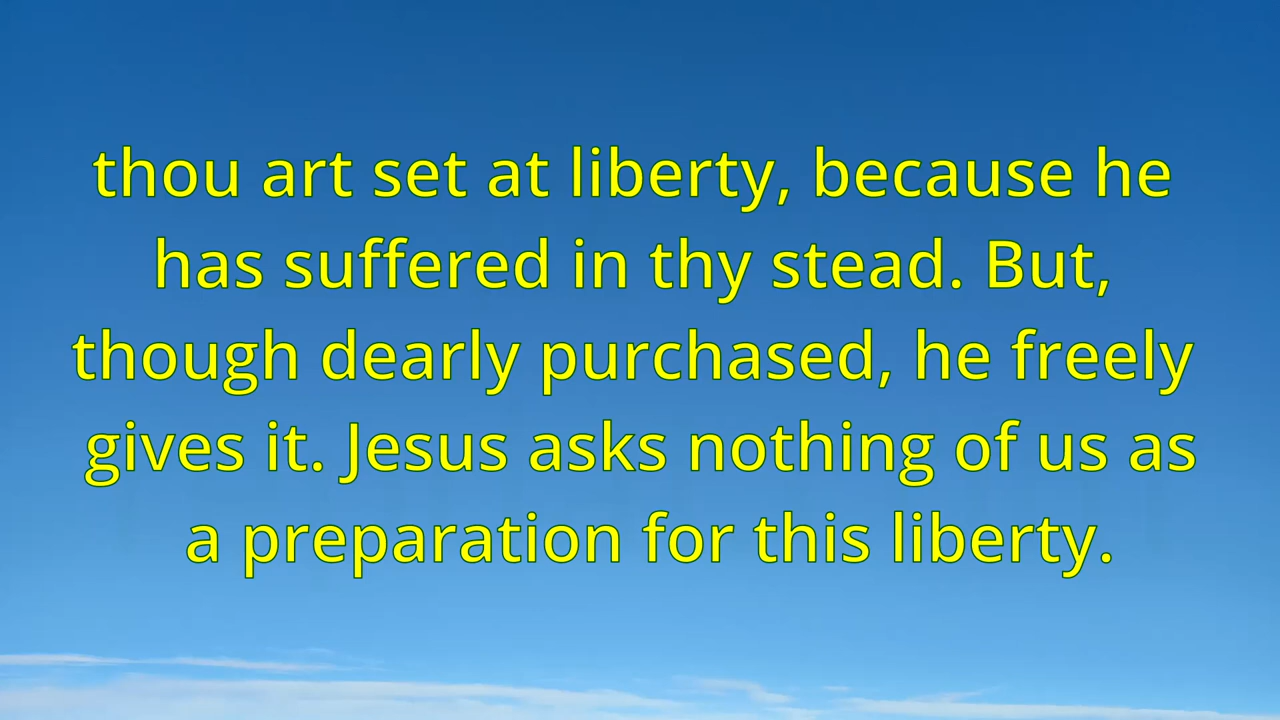 thou art set at liberty, because he
has suffered in thy stead. But,
though dearly purchased, he freely
gives it. Jesus asks nothing of us as
a preparation for this liberty.